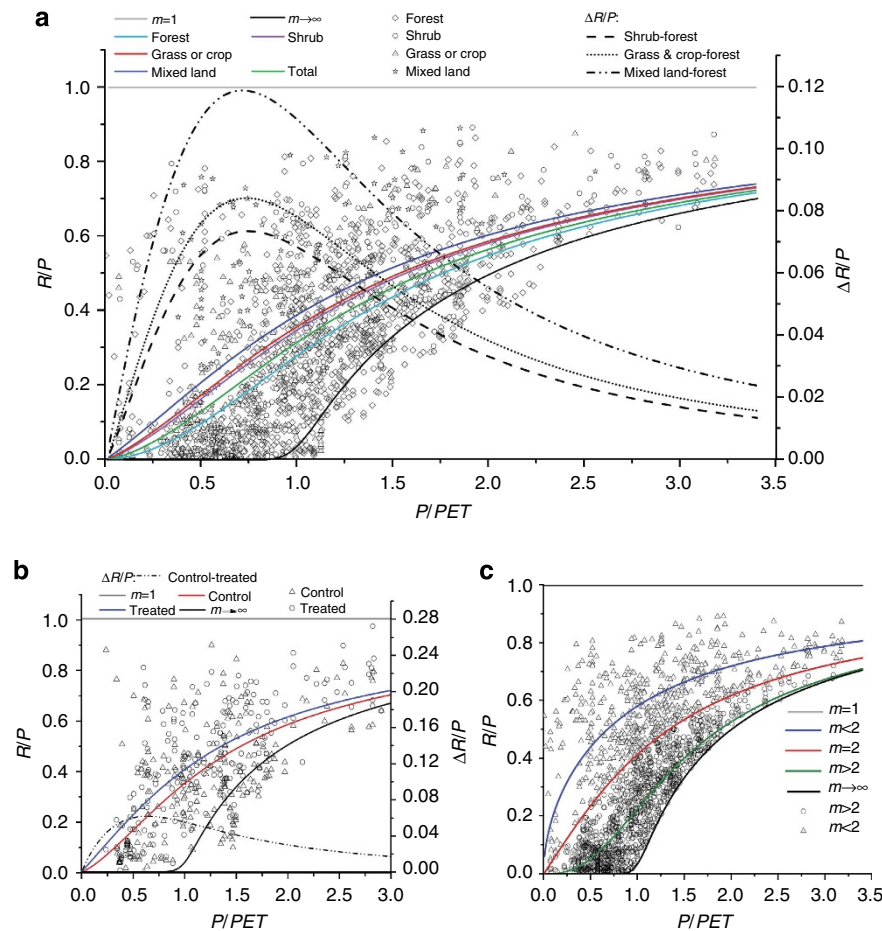 a
m=1
m→∞
Forest
ΔR/P:
Forest
Shrub
Shrub
Shrub-forest
Grass or crop
Grass or crop
Grass & crop-forest
Mixed land
Total
Mixed land
Mixed land-forest
1.0
0.8
0.6
0.4
0.2
0.0
R/P
0.12
0.10
0.08
0.06
0.04
0.02
0.00
ΔR/P
0.0 0.5 1.0 1.5 2.0 2.5 3.0 3.5
P/PET
b
ΔR/P: Control-treated
m=1 Control Control
Treated m→∞ Treated
1.0
0.8
0.6
0.4
0.2
0.0
R/P
0.28
0.24
0.20
0.16
0.12
0.08
0.04
0.00
ΔR/P
0.0 0.5 1.0 1.5 2.0 2.5 3.0
P/PET
c
1.0
0.8
0.6
0.4
0.2
0.0
R/P
m=1
m<2
m=2
m>2
m→∞
m>2
m<2
0.0 0.5 1.0 1.5 2.0 2.5 3.0 3.5
P/PET